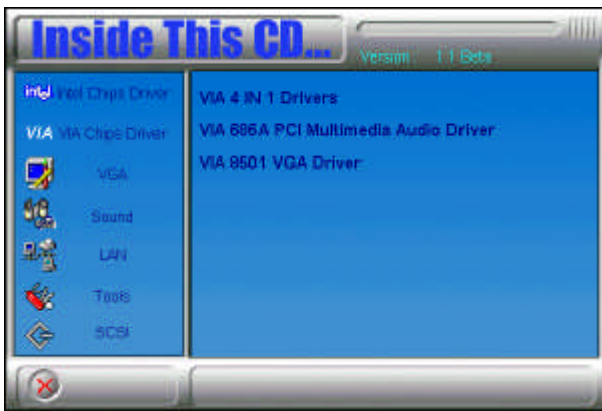 Inside This CD...
Version 1.1 Beta
intel Intel Chips Driver
VIA VIA Chips Driver
VGA
Sound
LAN
Tools
SCSI
VIA 4 IN 1 Drivers
VIA 686A PCI Multimedia Audio Driver
VIA 8501 VGA Driver